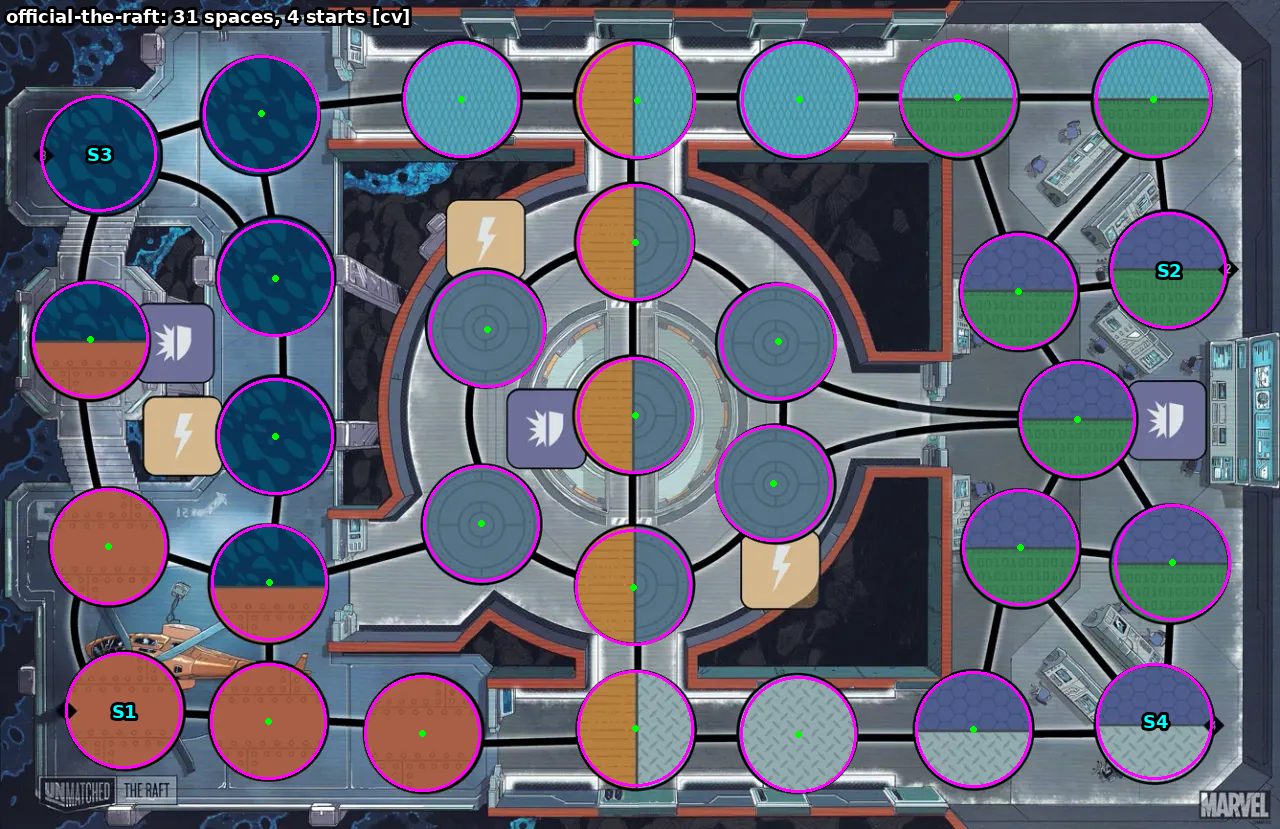 official-the-raft: 31 spaces, 4 starts [cv]
S3
S2
S1
S4
UNMATCHED THE RAFT
MARVEL